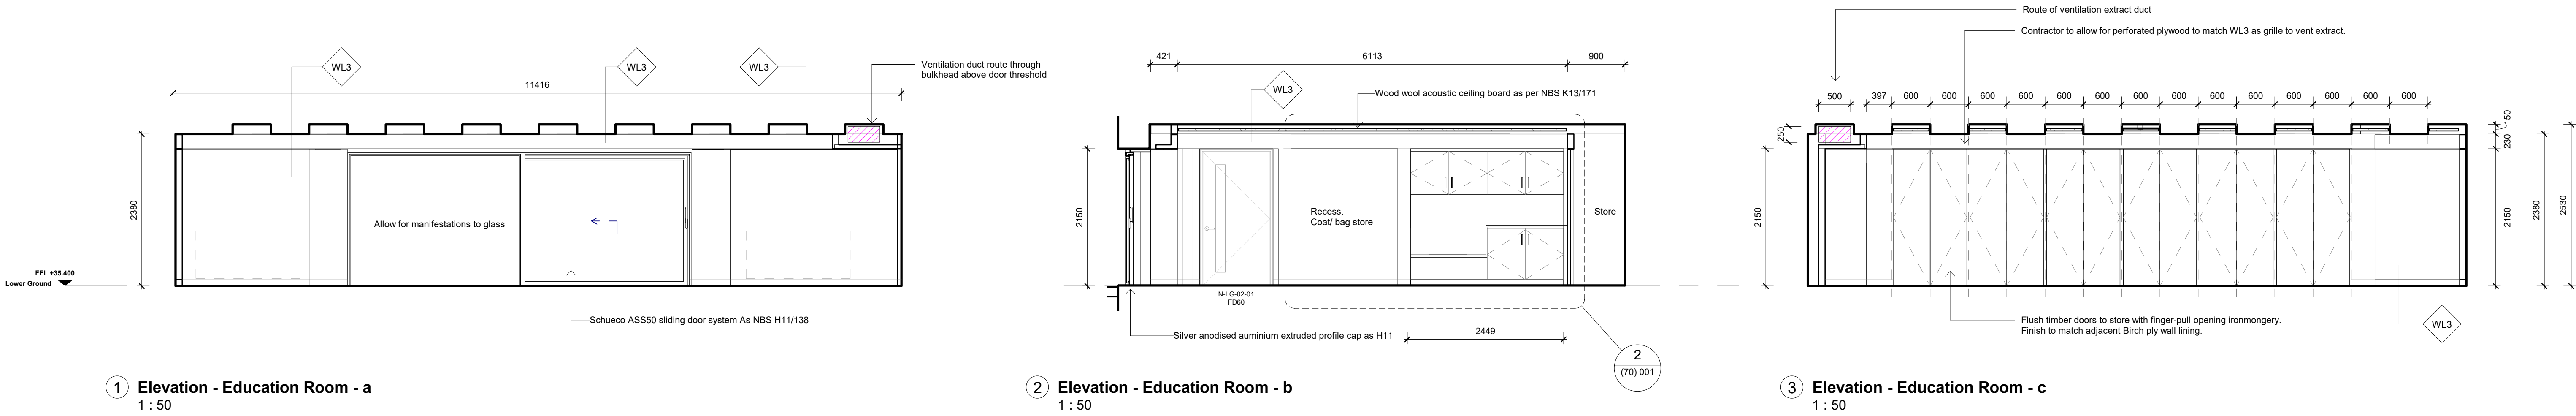 WL3
WL3
WL3
11416
Ventilation duct route through
bulkhead above door threshold
2380
Allow for manifestations to glass
FFL +35.400
Lower Ground
Schueco ASS50 sliding door system As NBS H11/138
1
Elevation - Education Room - a
1 : 50
421
6113
900
WL3
Wood wool acoustic ceiling board as per NBS K13/171
2150
Recess.
Coat/ bag store
Store
N-LG-02-01
FD60
Silver anodised auminium extruded profile cap as H11
2449
2
(70) 001
2
Elevation - Education Room - b
1 : 50
Route of ventilation extract duct
Contractor to allow for perforated plywood to match WL3 as grille to vent extract.
500
397
600
600
600
600
600
600
600
600
600
600
600
600
600
600
250
150
230
2150
2150
2380
2530
Flush timber doors to store with finger-pull opening ironmongery.
Finish to match adjacent Birch ply wall lining.
WL3
3
Elevation - Education Room - c
1 : 50